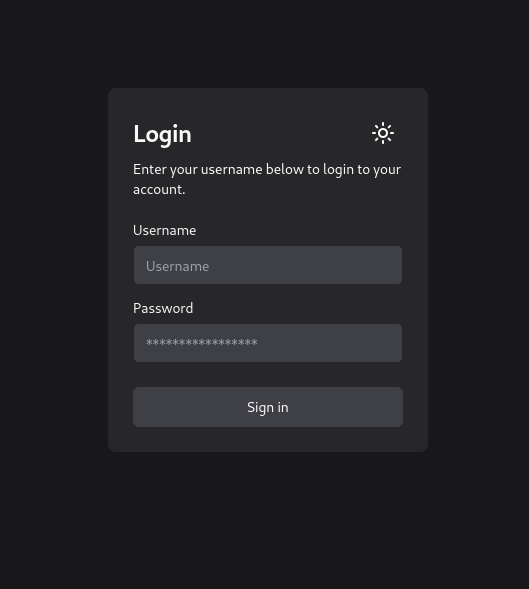 Login
Enter your username below to login to your
account.
Username
Username
Password
*****************
Sign in